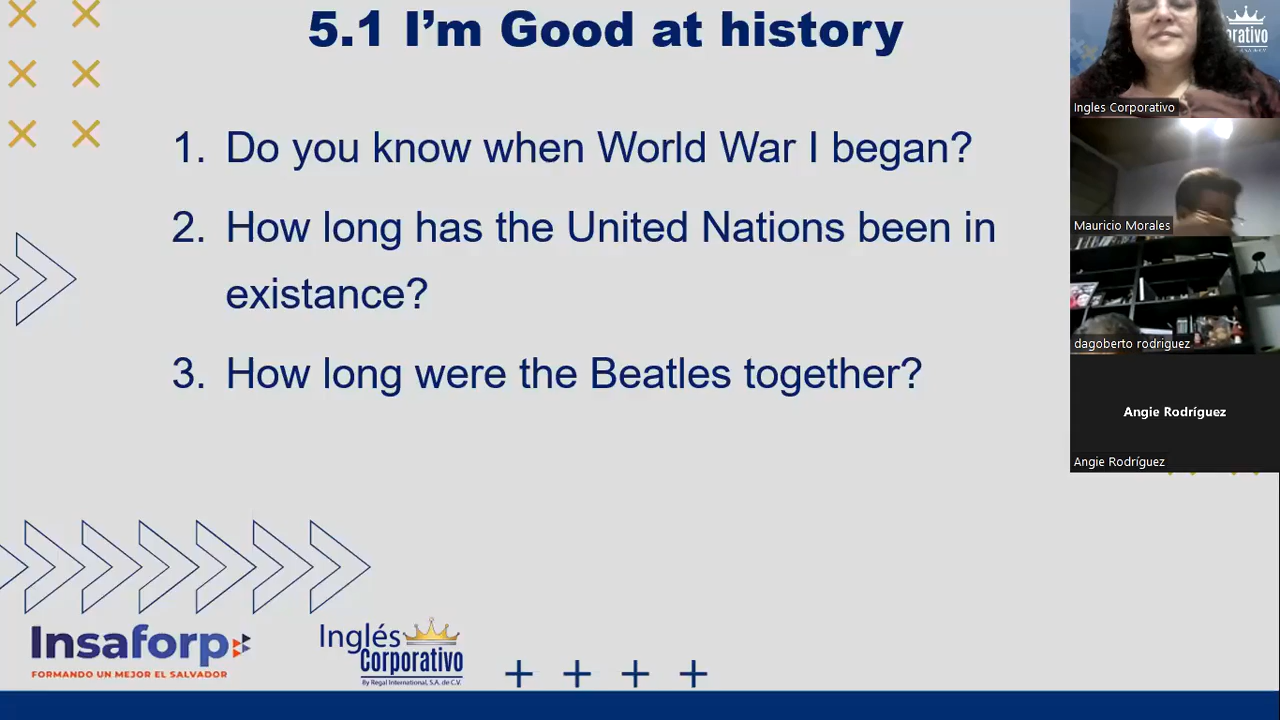 5.1 I’m Good at history
1. Do you know when World War I began?
2. How long has the United Nations been in
existance?
3. How long were the Beatles together?
orativo
Ingles Corporativo
Mauricio Morales
dagoberto rodriguez
Angie Rodríguez
Angie Rodríguez
Insaforp
FORMANDO UN MEJOR EL SALVADOR
Inglés
Corporativo
By Regal International, S.A. de C.V.